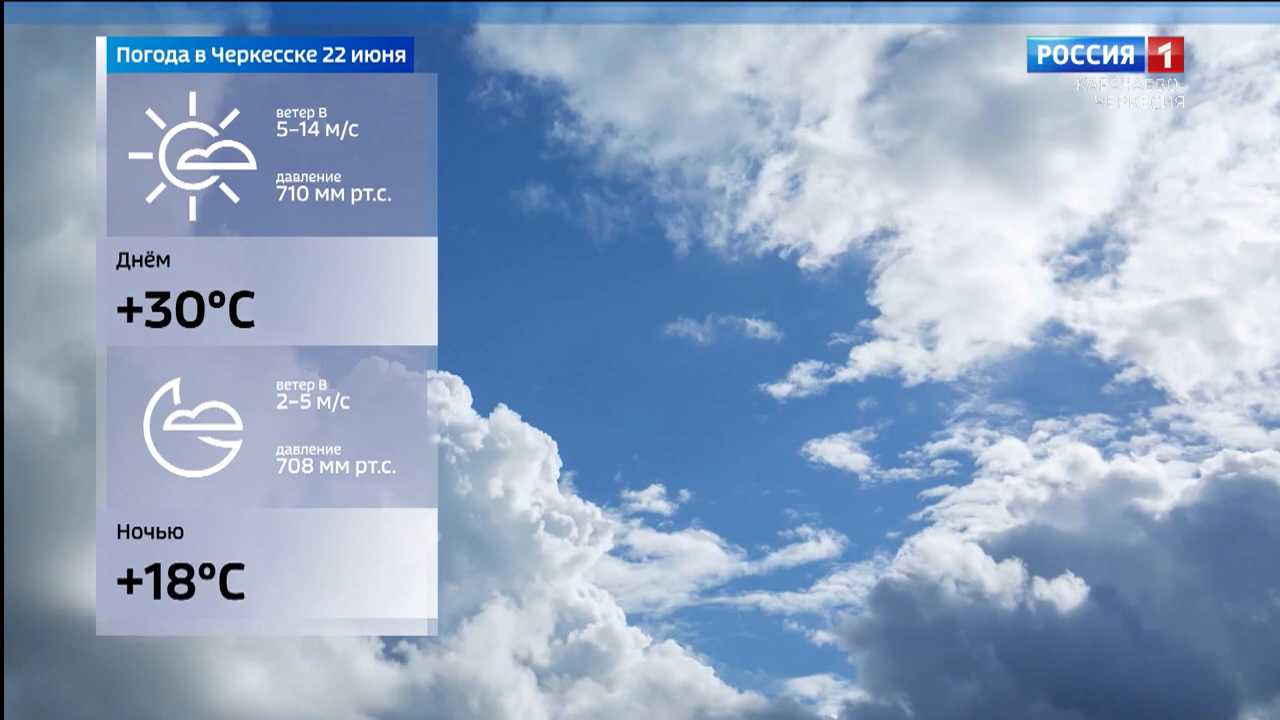 Погода в Черкесске 22 июня
РОССИЯ 1
КАРАЧАЕВО-
ЧЕРКЕСИЯ
ветер В
5–14 м/с
давление
710 мм рт.с.
Днём
+30°C
ветер В
2–5 м/с
давление
708 мм рт.с.
Ночью
+18°C